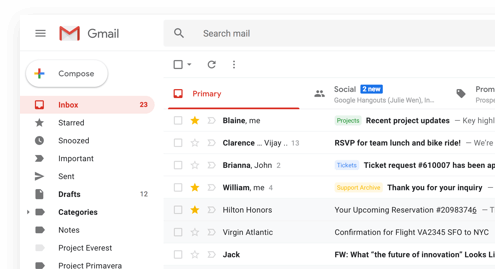 Gmail
Search mail
Compose
Inbox 23
Starred
Snoozed
Important
Sent
Drafts 12
Categories
Notes
Project Everest
Project Primavera
Primary
Social 2 new
Google Hangouts (Julie Wen), In...
Prom
Prospe
Blaine, me Projects Recent project updates — Key highl
Clarence ... Vijay .. 13 RSVP for team lunch and bike ride! — We're
Brianna, John 2 Tickets Ticket request #610007 has been ap
William, me 4 Support Archive Thank you for your inquiry —
Hilton Honors Your Upcoming Reservation #20983746 —
Virgin Atlantic Confirmation for Flight VA2345 SFO to NYC
Jack FW: What "the future of innovation" Looks Li